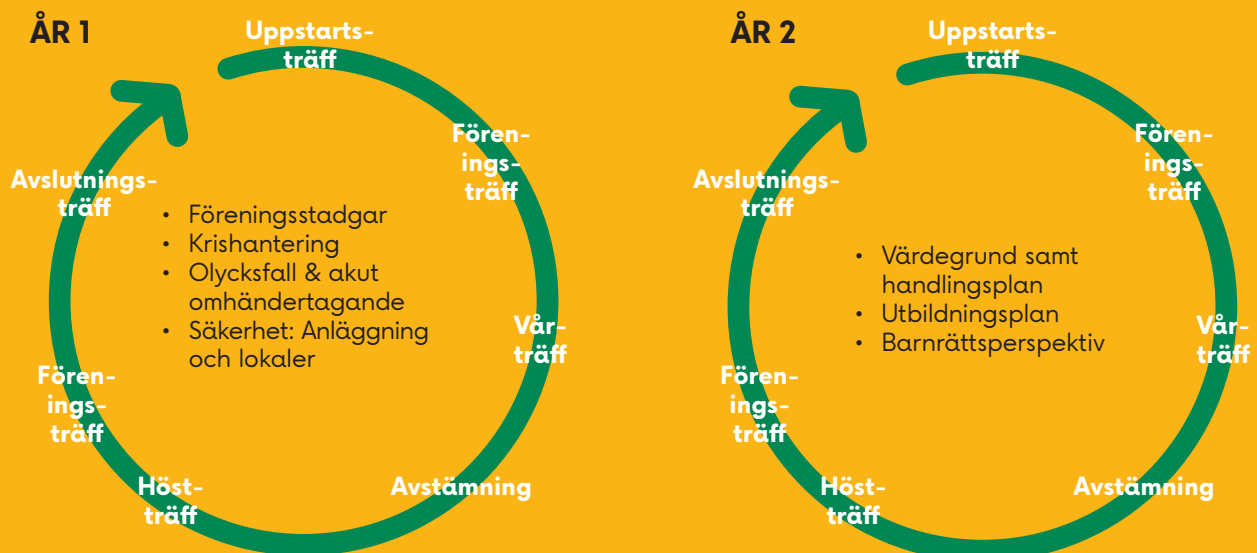 ÅR 1
Uppstarts-
träff
Fören-
ings-
träff
Vår-
träff
Avstämning
Höst-
träff
Fören-
ings-
träff
Avslutnings-
träff
• Föreningsstadgar
• Krishantering
• Olycksfall & akut
omhändertagande
• Säkerhet: Anläggning
och lokaler
ÅR 2
Uppstarts-
träff
Fören-
ings-
träff
Vår-
träff
Avstämning
Höst-
träff
Fören-
ings-
träff
Avslutnings-
träff
• Värdegrund samt
handlingsplan
• Utbildningsplan
• Barnrättsperspektiv